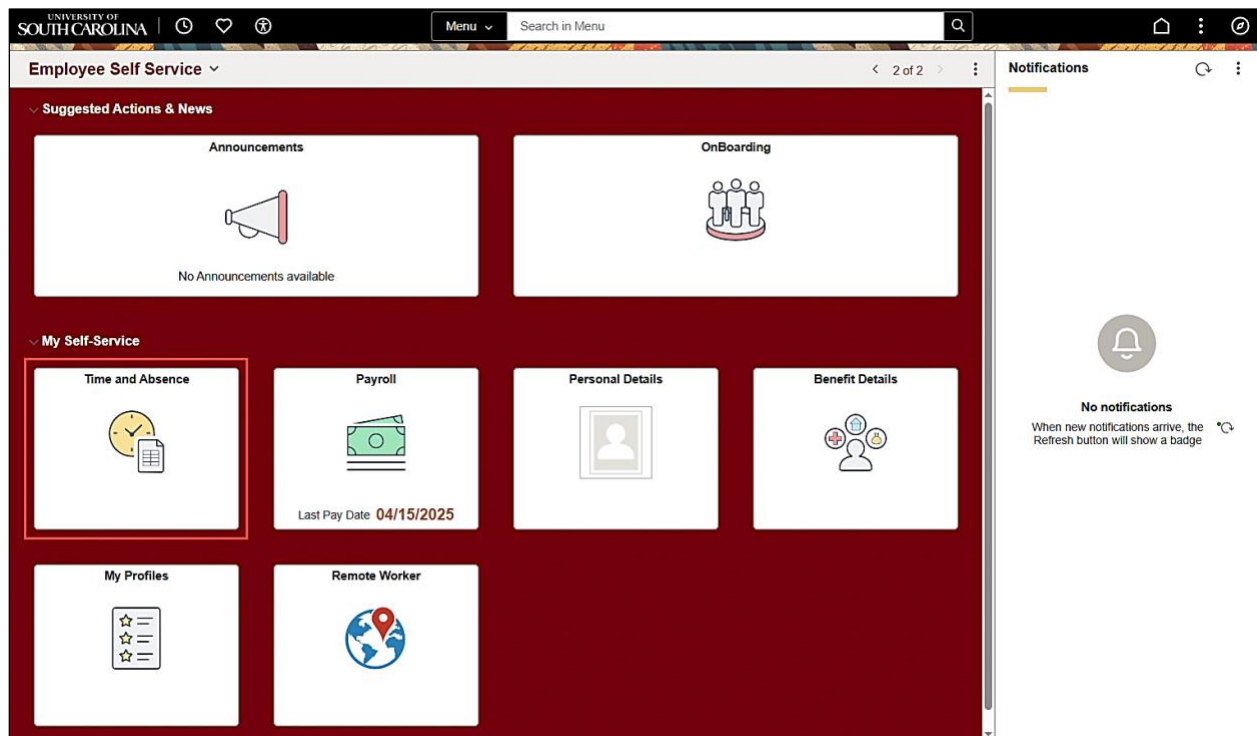 UNIVERSITY OF
SOUTH CAROLINA
Menu
Search in Menu
Employee Self Service
2 of 2
Notifications
Suggested Actions & News
Announcements
No Announcements available
OnBoarding
My Self-Service
Time and Absence
Payroll
Last Pay Date 04/15/2025
Personal Details
Benefit Details
My Profiles
Remote Worker
No notifications
When new notifications arrive, the
Refresh button will show a badge